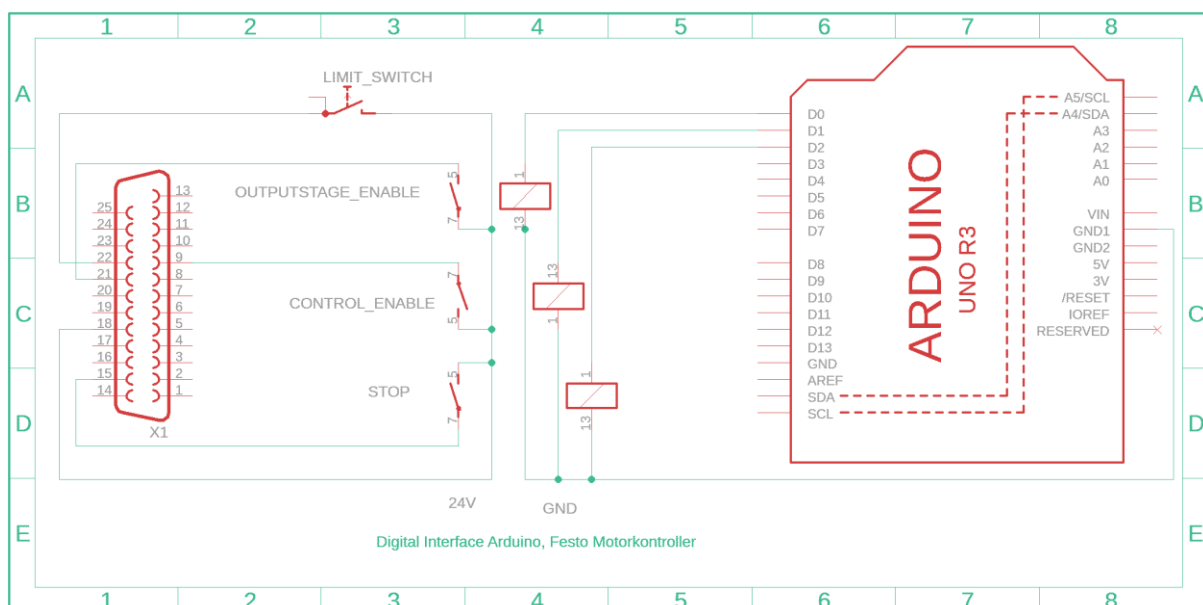 1 2 3 4 5 6 7 8
A A
LIMIT_SWITCH
A5/SCL
D0 A4/SDA
D1 A3
D2 A2
D3 A1
D4 A0
D5
D6 VIN
D7 GND1
GND2
D8 5V
D9 3V
D10 /RESET
D11 IOREF
D12 RESERVED
D13
GND
AREF
SDA
SCL
ARDUINO
UNO R3
B B
5
OUTPUTSTAGE_ENABLE
7
1
13
13
25 12
24 11
23 10
22 9
21 8
20 7
19 6
18 5
17 4
16 3
15 2
14 1
X1
C C
7
CONTROL_ENABLE
5
13
1
5
STOP
7
1
13
D D
24V
GND
E E
Digital Interface Arduino, Festo Motorkontroller
1 2 3 4 5 6 7 8